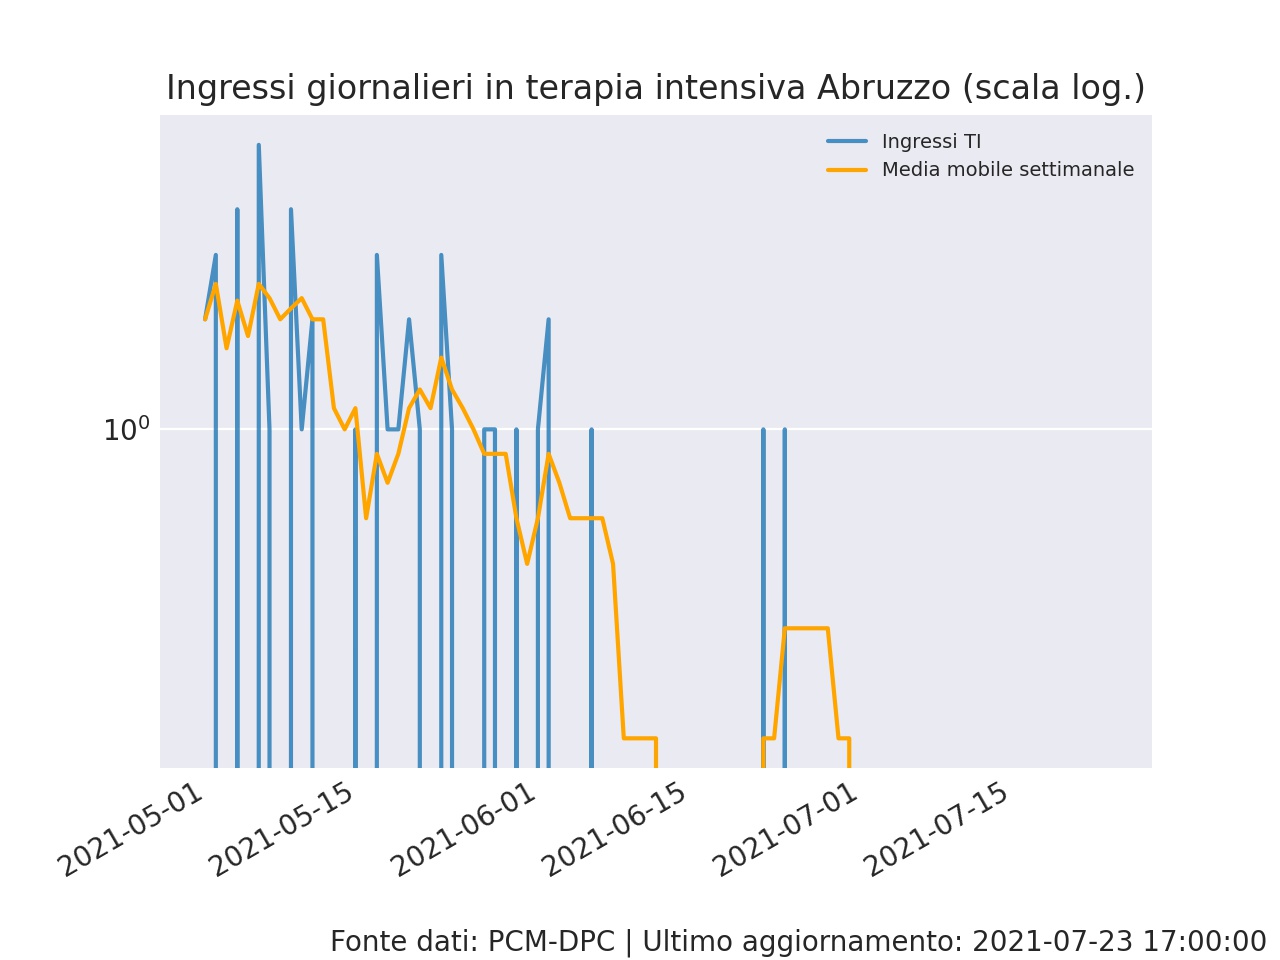 Ingressi giornalieri in terapia intensiva Abruzzo (scala log.)
Ingressi TI
Media mobile settimanale
10⁰
2021-05-01
2021-05-15
2021-06-01
2021-06-15
2021-07-01
2021-07-15
Fonte dati: PCM-DPC | Ultimo aggiornamento: 2021-07-23 17:00:00